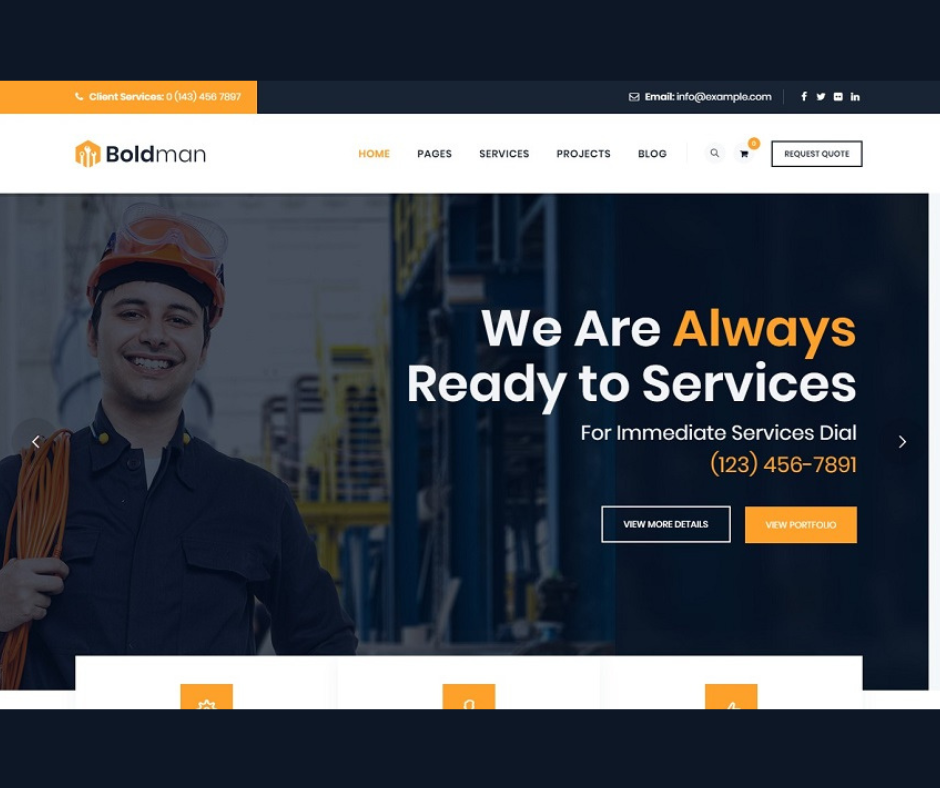 Client Services: 0 (143) 456 7897
Email: info@example.com
Boldman
HOME PAGES SERVICES PROJECTS BLOG
0
REQUEST QUOTE
We Are Always
Ready to Services
For Immediate Services Dial
(123) 456-7891
VIEW MORE DETAILS
VIEW PORTFOLIO